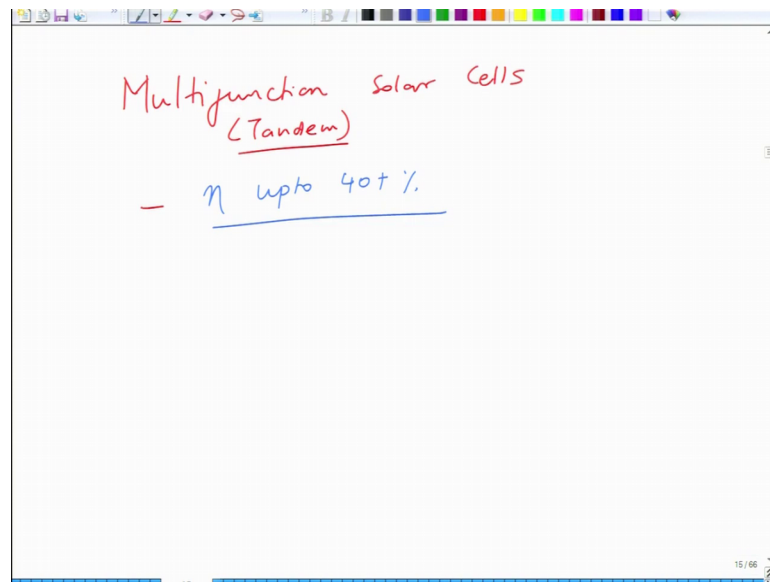 B I
Multijunction Solar Cells
(Tandem)
– η upto 40+ %
15 / 66